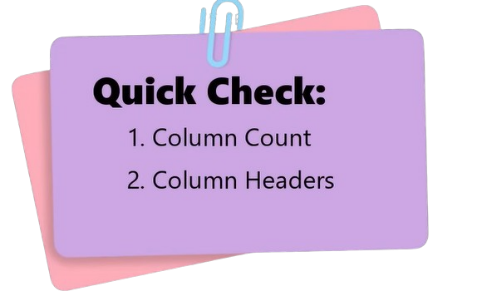 Quick Check:
1. Column Count
2. Column Headers